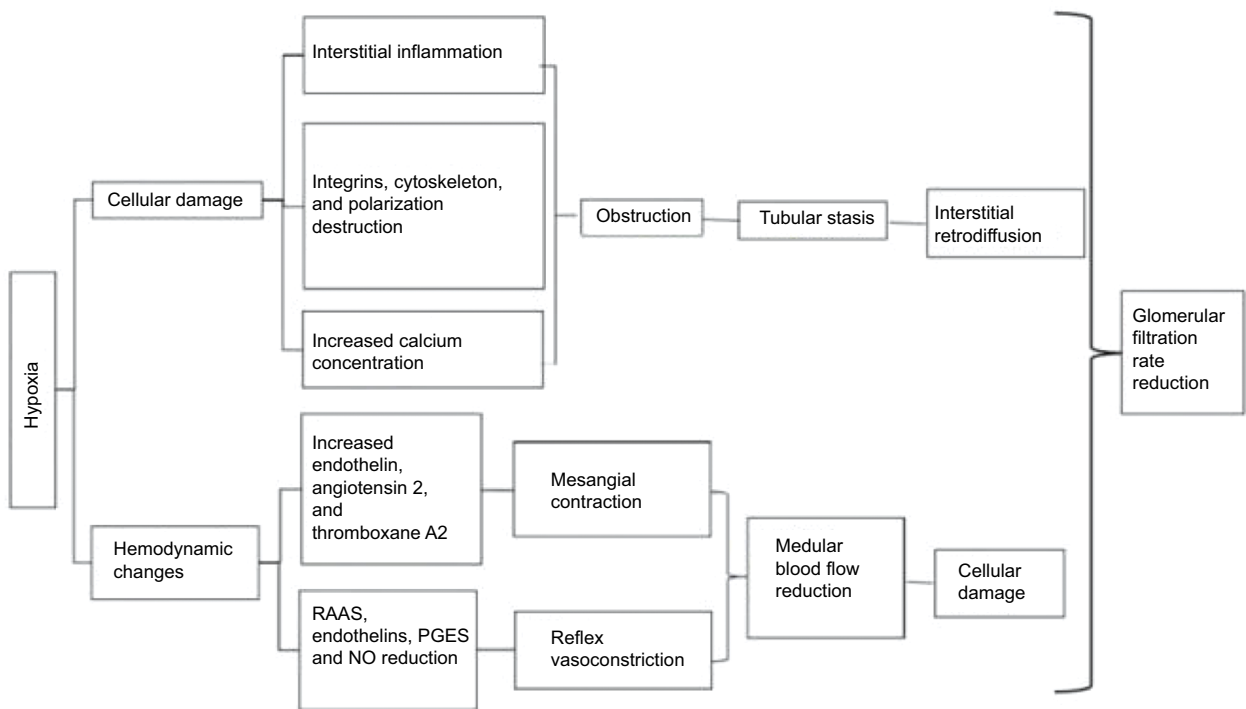 Hypoxia
Cellular damage
Interstitial inflammation
Integrins, cytoskeleton,
and polarization
destruction
Increased calcium
concentration
Obstruction
Tubular stasis
Interstitial
retrodiffusion
Hemodynamic
changes
Increased
endothelin,
angiotensin 2,
and
thromboxane A2
Mesangial
contraction
RAAS,
endothelins, PGES
and NO reduction
Reflex
vasoconstriction
Medular
blood flow
reduction
Cellular
damage
Glomerular
filtration
rate
reduction